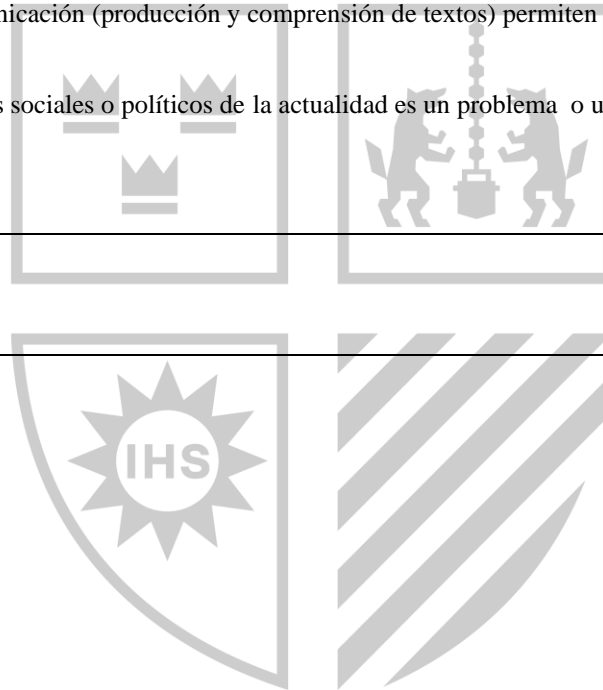 nicación (producción y comprensión de textos) permiten
s sociales o políticos de la actualidad es un problema o u
IHS